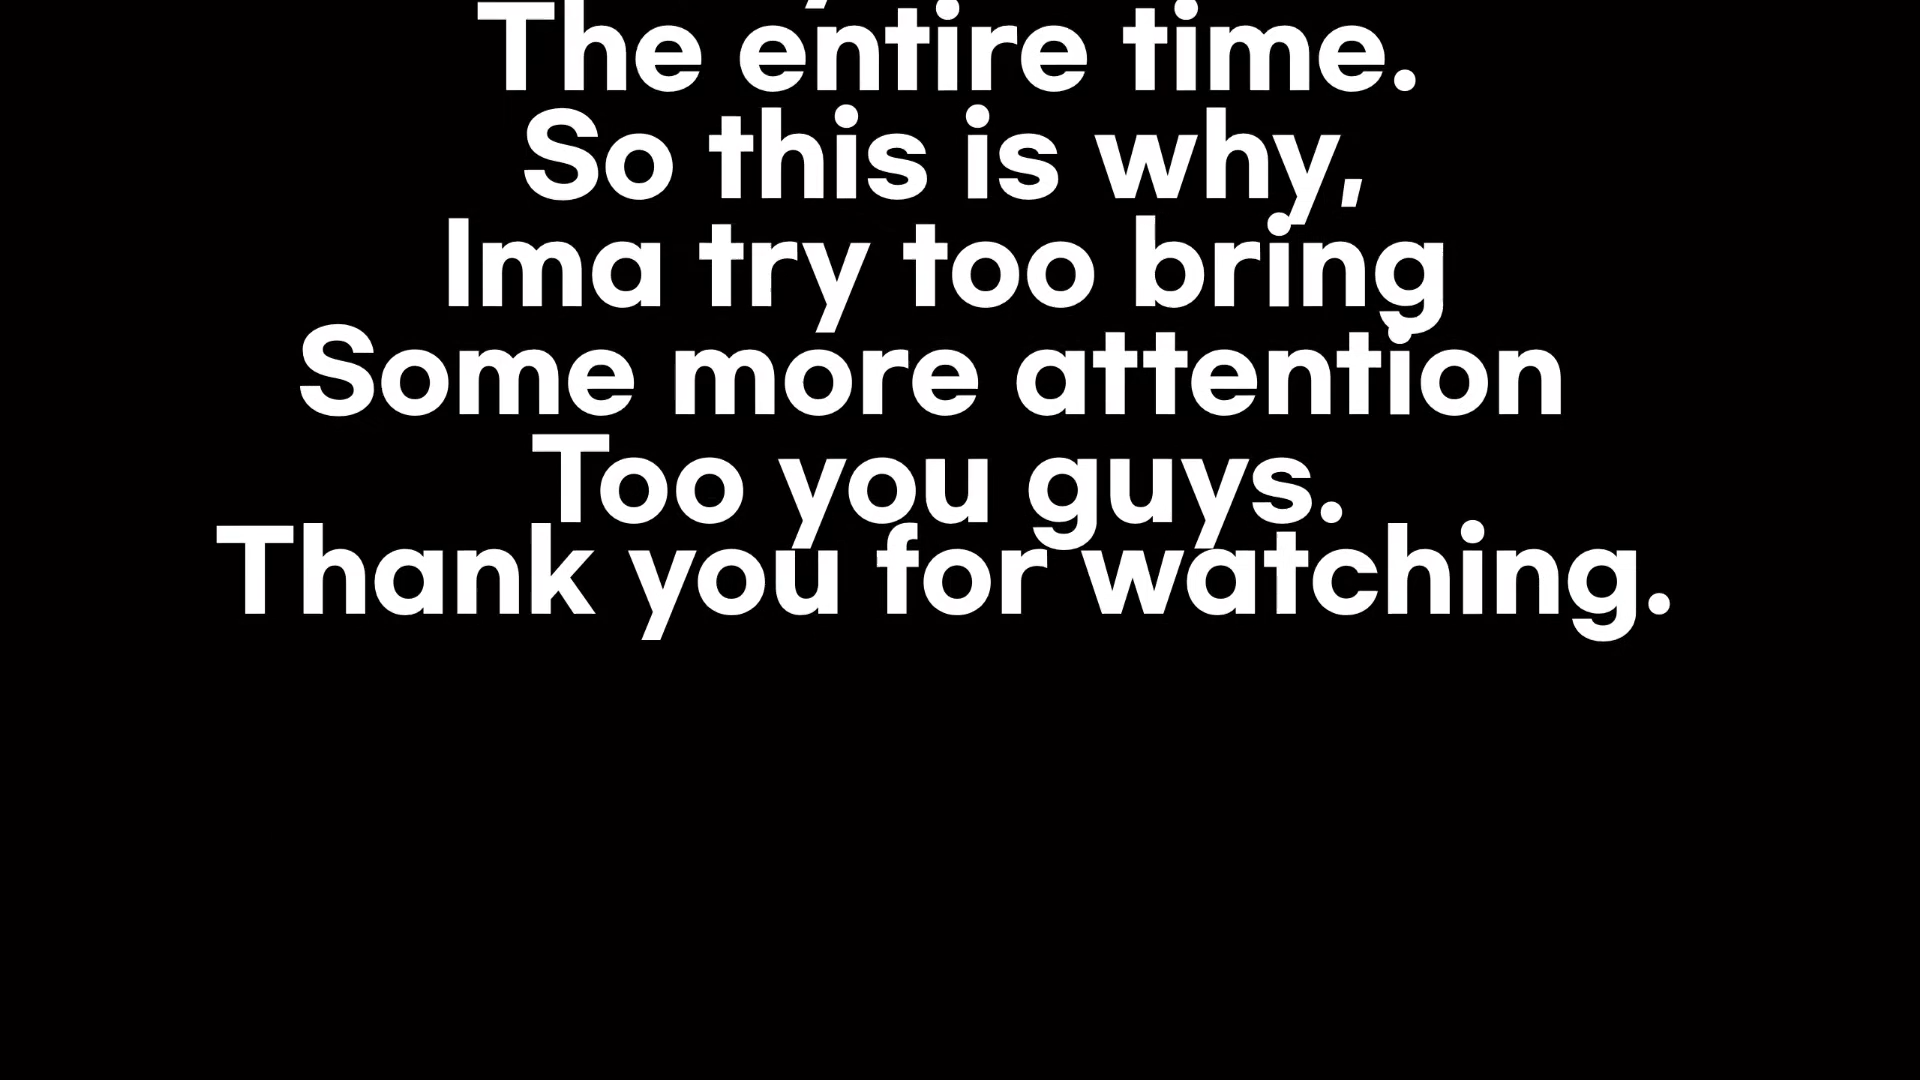 The entire time.
So this is why,
Ima try too bring
Some more attention
Too you guys.
Thank you for watching.